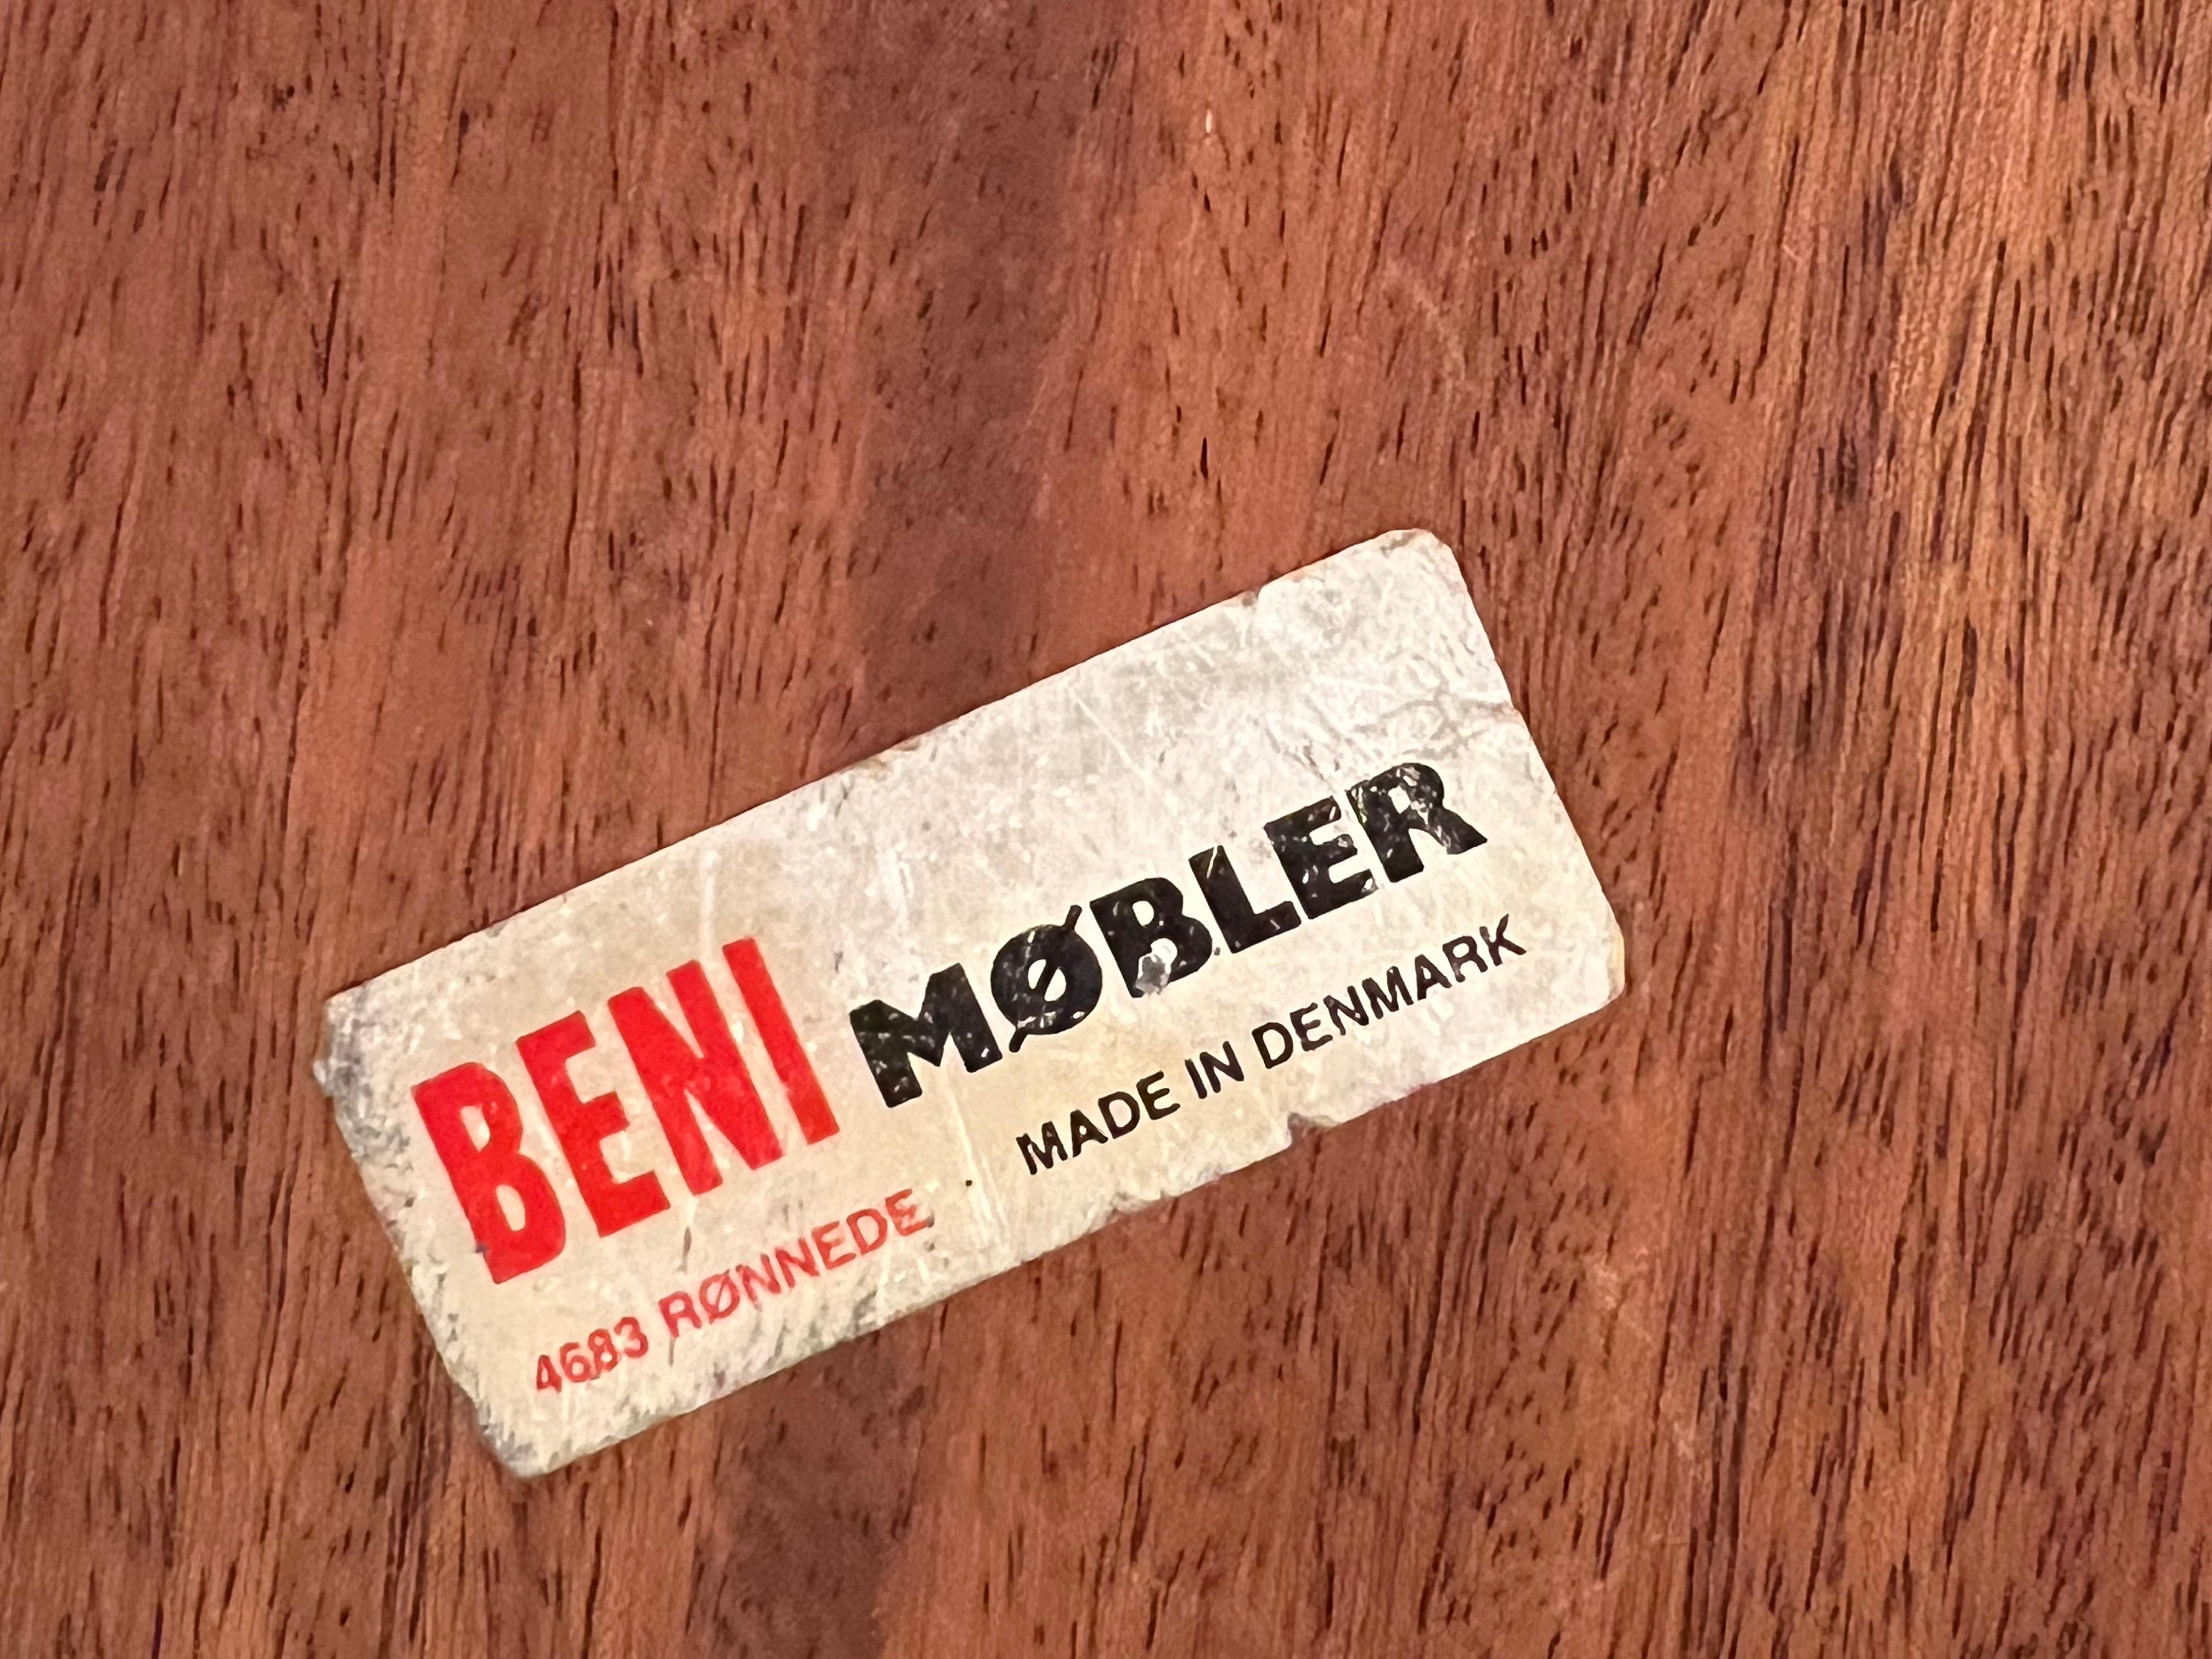 BENI MØBLER
4683 RØNNEDE . MADE IN DENMARK